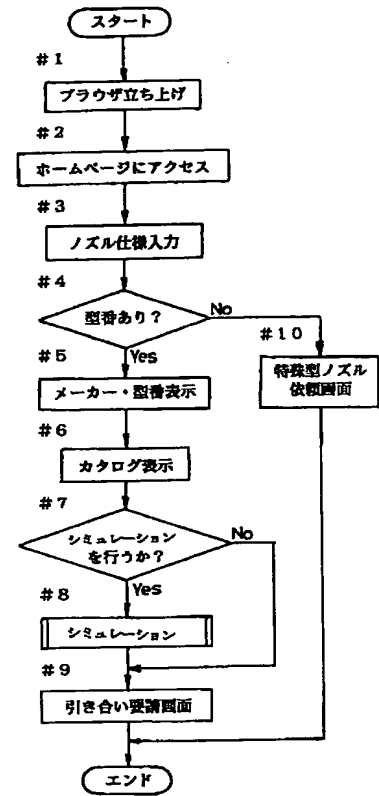 スタート
#1
ブラウザ立ち上げ
#2
ホームページにアクセス
#3
ノズル仕様入力
#4
型番あり?
No
#10
#5
Yes
特殊型ノズル
依頼画面
メーカー・型番表示
#6
カタログ表示
#7
シミュレーション
を行うか?
No
#8
Yes
シミュレーション
#9
引き合い要請画面
エンド